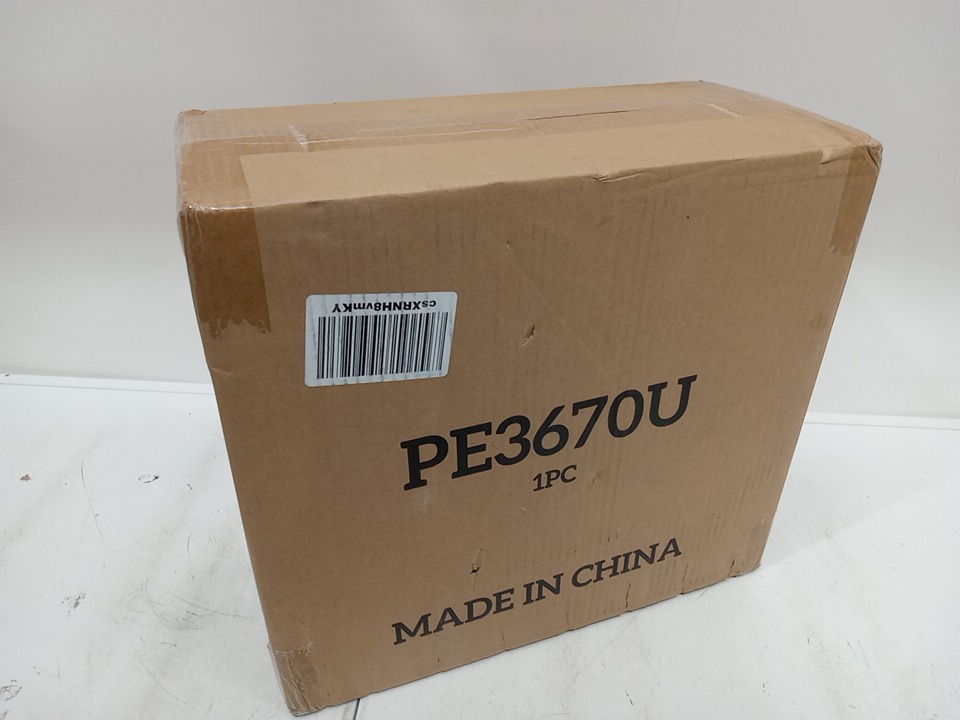 csXRNH8vmKY
PE3670U
1PC
MADE IN CHINA